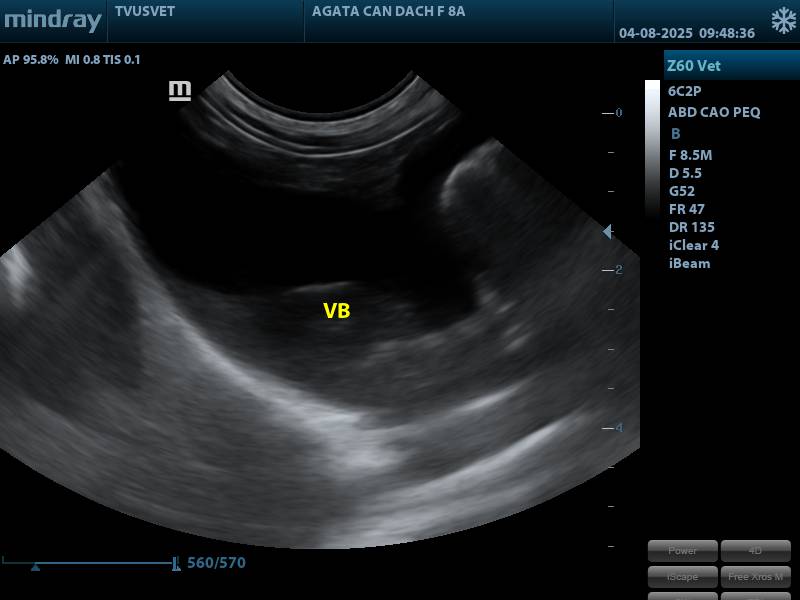 mindray
TVUSVET
AGATA CAN DACH F 8A
04-08-2025 09:48:36
AP 95.8% MI 0.8 TIS 0.1
m
Z60 Vet
6C2P
ABD CAO PEQ
B
F 8.5M
D 5.5
G52
FR 47
DR 135
iClear 4
iBeam
0
2
4
VB
560/570
Power
4D
iScape
Free Xros M